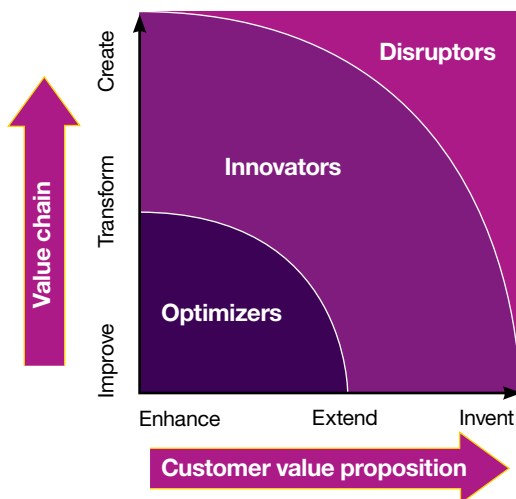 Create
Disruptors
Transform
Innovators
Value chain
Optimizers
Improve
Enhance
Extend
Invent
Customer value proposition